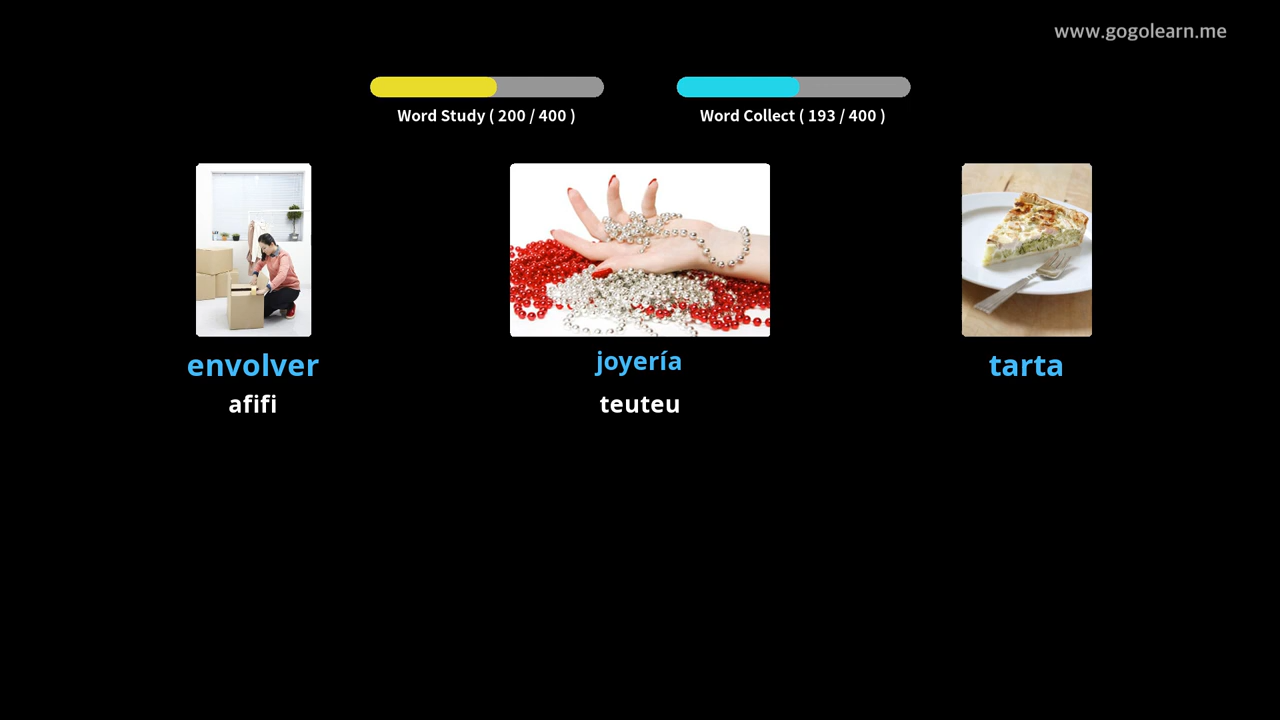 www.gogolearn.me
Word Study ( 200 / 400 )
Word Collect ( 193 / 400 )
envolver
joyería
tarta
afifi
teuteu